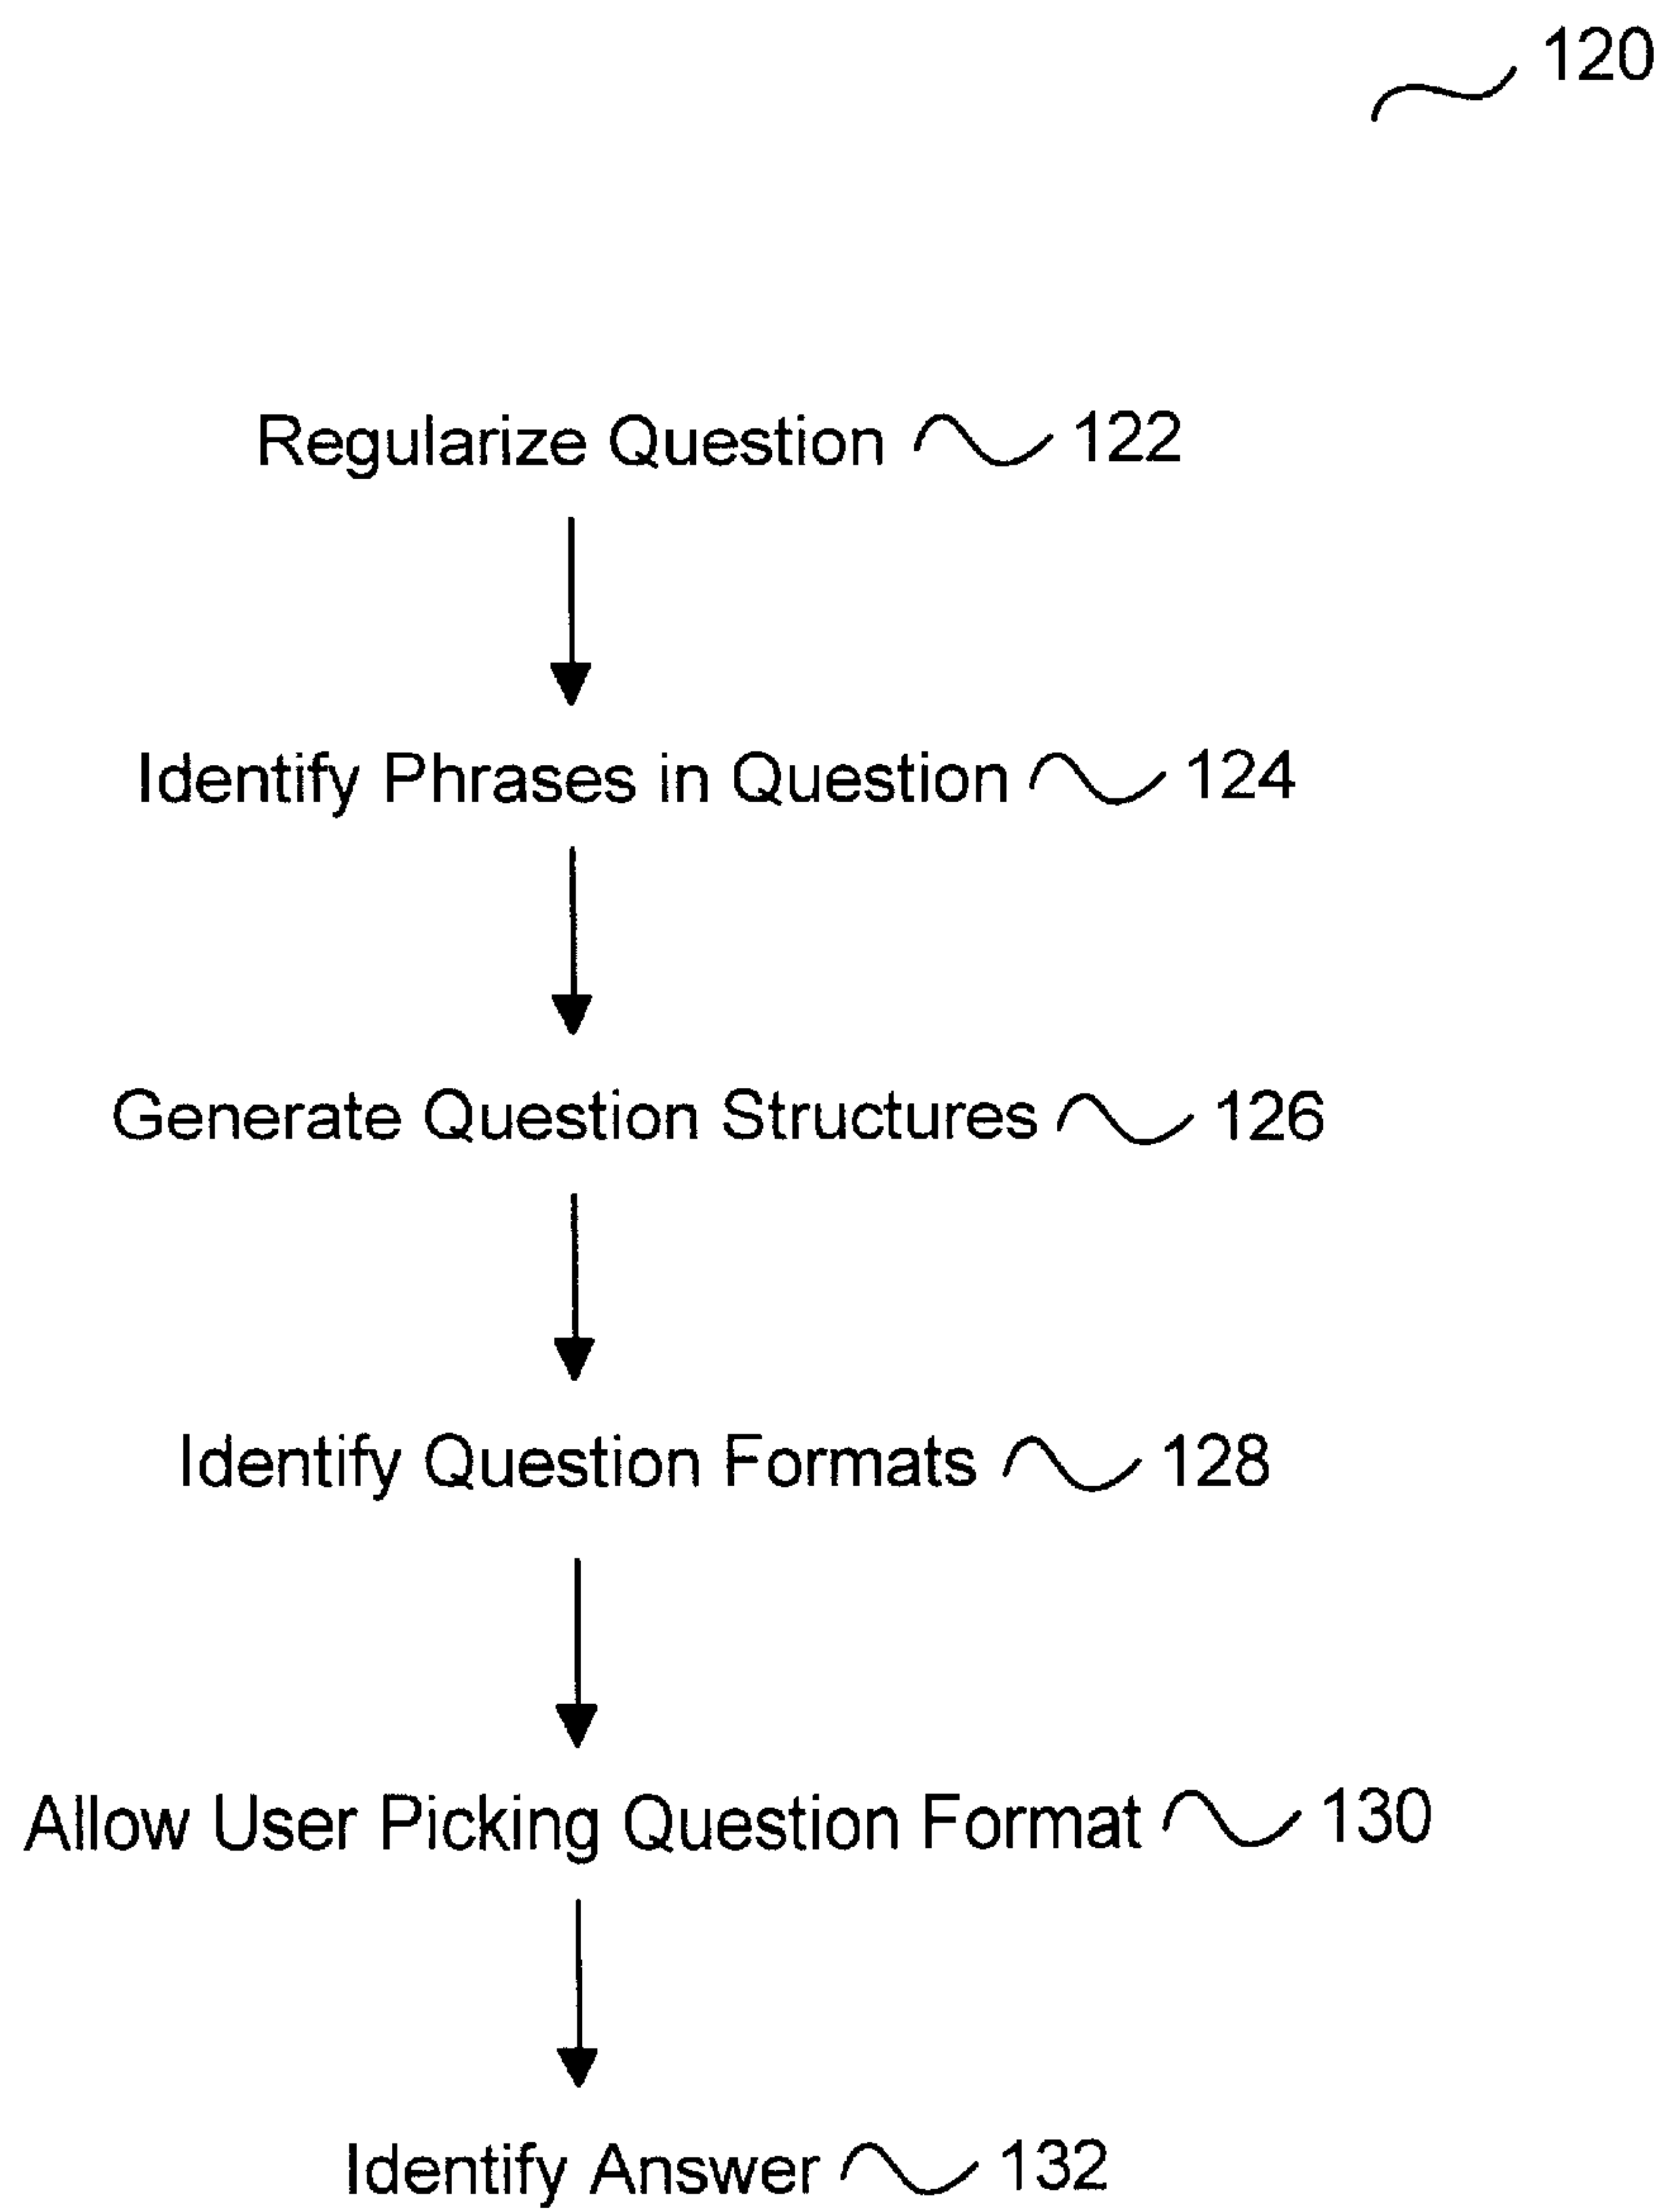 120
Regularize Question 122
Identify Phrases in Question 124
Generate Question Structures 126
Identify Question Formats 128
Allow User Picking Question Format 130
Identify Answer 132